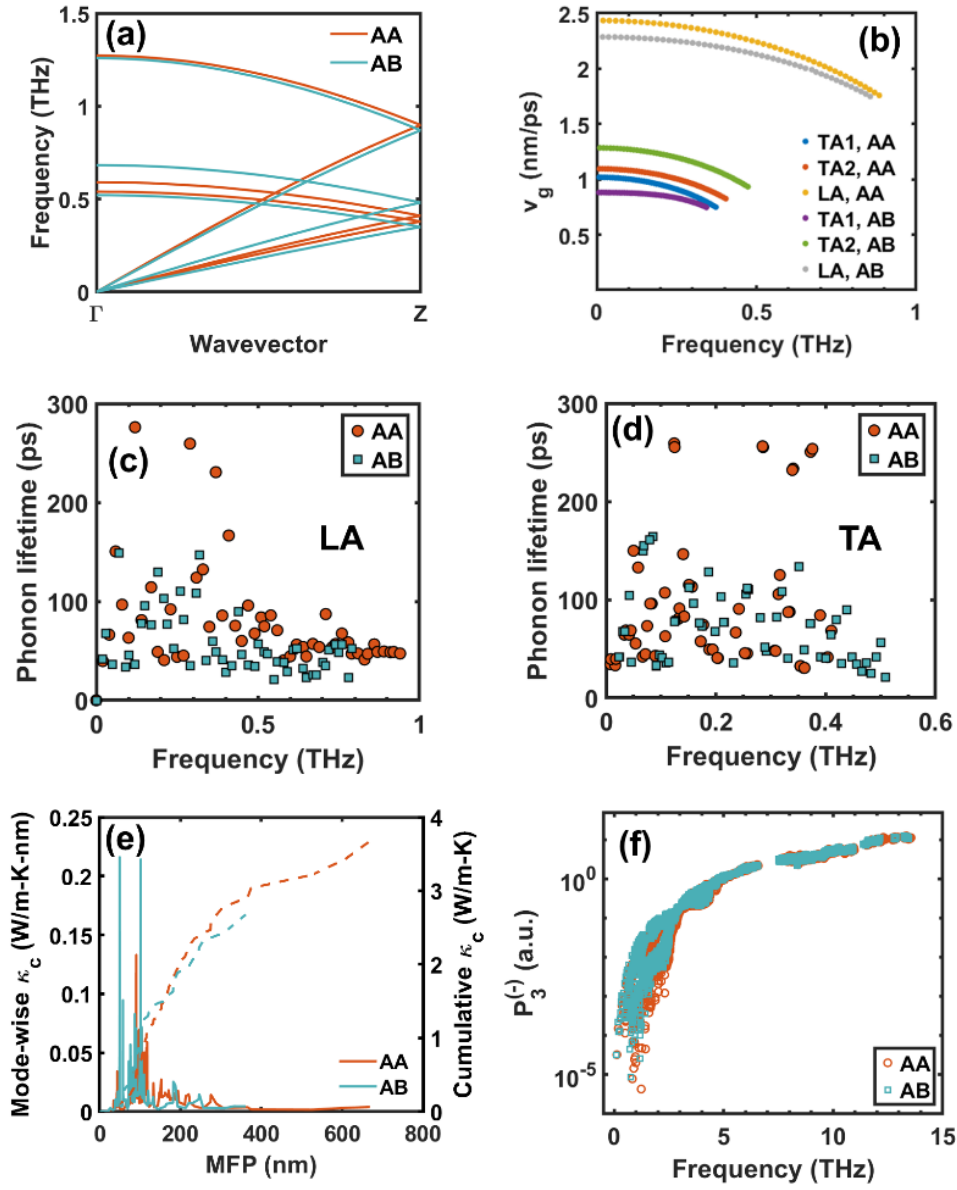 (a)
AA
AB
1.5
1
0.5
0
Γ
Z
Frequency (THz)
Wavevector
(b)
2.5
2
1.5
1
0.5
0
0.5
1
v_g (nm/ps)
Frequency (THz)
TA1, AA
TA2, AA
LA, AA
TA1, AB
TA2, AB
LA, AB
(c)
AA
AB
LA
300
200
100
0
0
0.5
1
Phonon lifetime (ps)
Frequency (THz)
(d)
AA
AB
TA
300
200
100
0
0
0.2
0.4
0.6
Phonon lifetime (ps)
Frequency (THz)
(e)
0.25
0.2
0.15
0.1
0.05
0
0
200
400
600
800
4
3
2
1
0
Mode-wise κ_c (W/m-K-nm)
Cumulative κ_c (W/m-K)
AA
AB
MFP (nm)
(f)
10^0
10^-5
0
5
10
15
P_3^(-) (a.u.)
AA
AB
Frequency (THz)